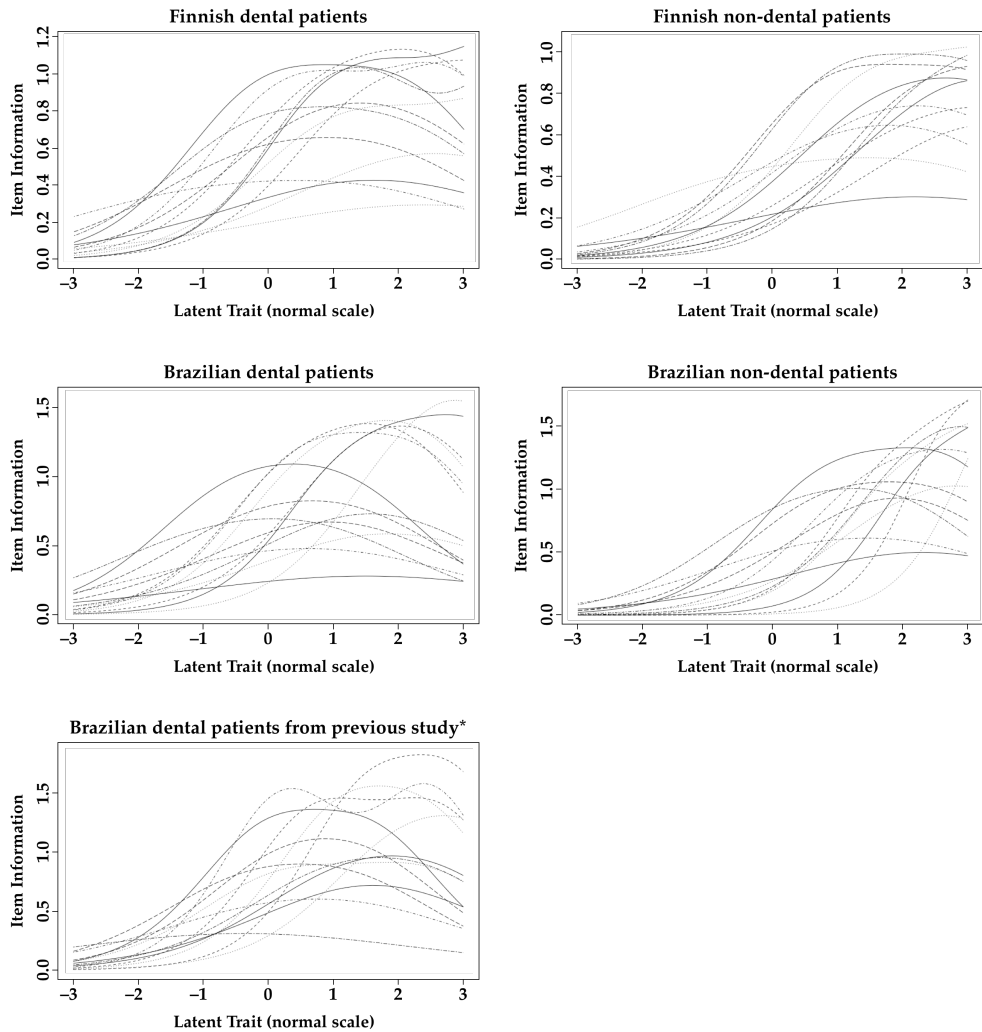 Finnish dental patients
Item Information
1.2
1.0
0.8
0.6
0.4
0.2
0.0
−3 −2 −1 0 1 2 3
Latent Trait (normal scale)
Finnish non-dental patients
Item Information
1.0
0.8
0.6
0.4
0.2
0.0
−3 −2 −1 0 1 2 3
Latent Trait (normal scale)
Brazilian dental patients
Item Information
1.5
1.0
0.5
0.0
−3 −2 −1 0 1 2 3
Latent Trait (normal scale)
Brazilian non-dental patients
Item Information
1.5
1.0
0.5
0.0
−3 −2 −1 0 1 2 3
Latent Trait (normal scale)
Brazilian dental patients from previous study*
Item Information
1.5
1.0
0.5
0.0
−3 −2 −1 0 1 2 3
Latent Trait (normal scale)